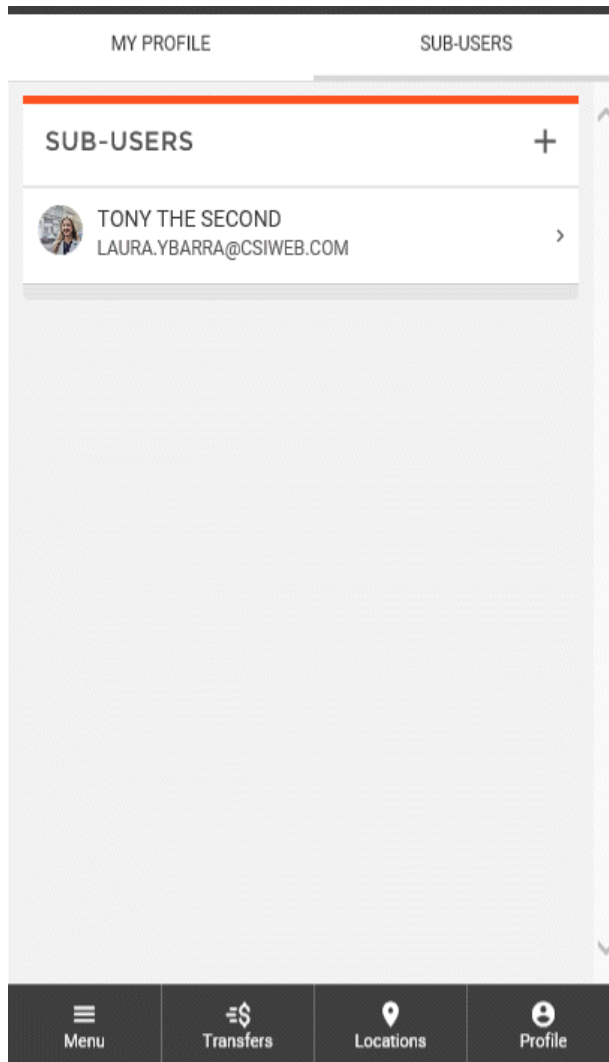 MY PROFILE
SUB-USERS
SUB-USERS
TONY THE SECOND
LAURA.YBARRA@CSIWEB.COM
Menu
Transfers
Locations
Profile